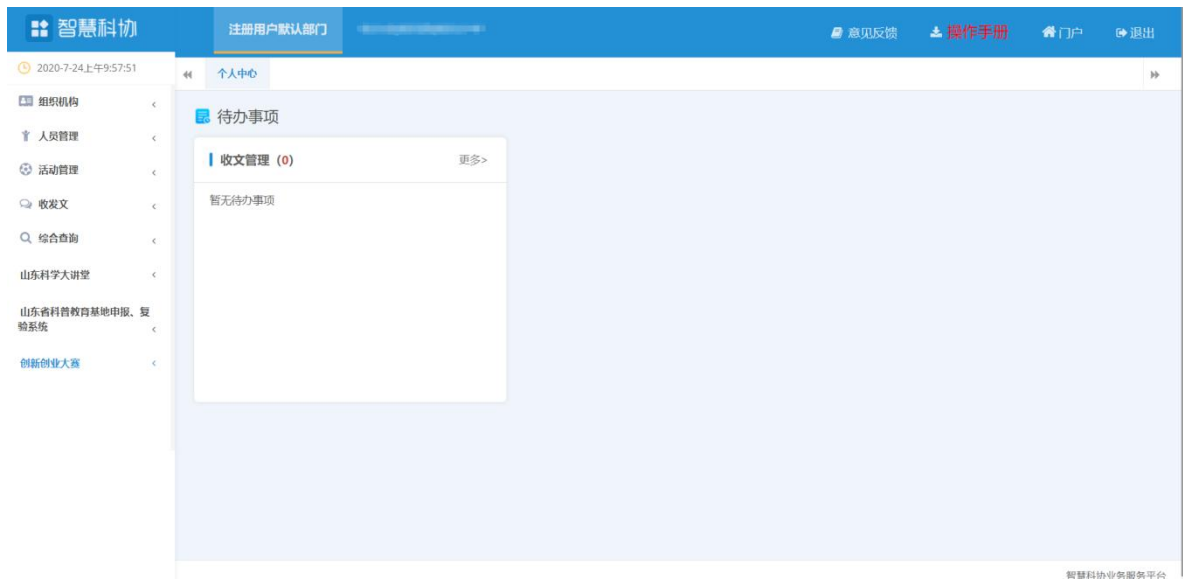 智慧科协
注册用户默认部门
意见反馈
操作手册
门户
退出
2020-7-24上午9:57:51
个人中心
组织机构
人员管理
活动管理
收发文
综合查询
山东科学大讲堂
山东省科普教育基地申报、复
验系统
创新创业大赛
待办事项
收文管理（0）
更多>
暂无待办事项
智慧科协业务服务平台